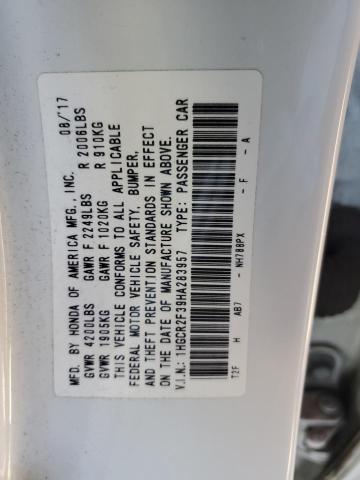 MFD. BY HONDA OF AMERICA MFG., INC. 08/'17
GVWR 4200LBS GAWR F 2249LBS R 2006LBS
GVWR 1905KG GAWR F 1020KG R 910KG
THIS VEHICLE CONFORMS TO ALL APPLICABLE
FEDERAL MOTOR VEHICLE SAFETY, BUMPER,
AND THEFT PREVENTION STANDARDS IN EFFECT
ON THE DATE OF MANUFACTURE SHOWN ABOVE.
V.I.N.: 1HGCR2F39HA283957 TYPE: PASSENGER CAR
T2F H AB7 - NH788PX - F - A